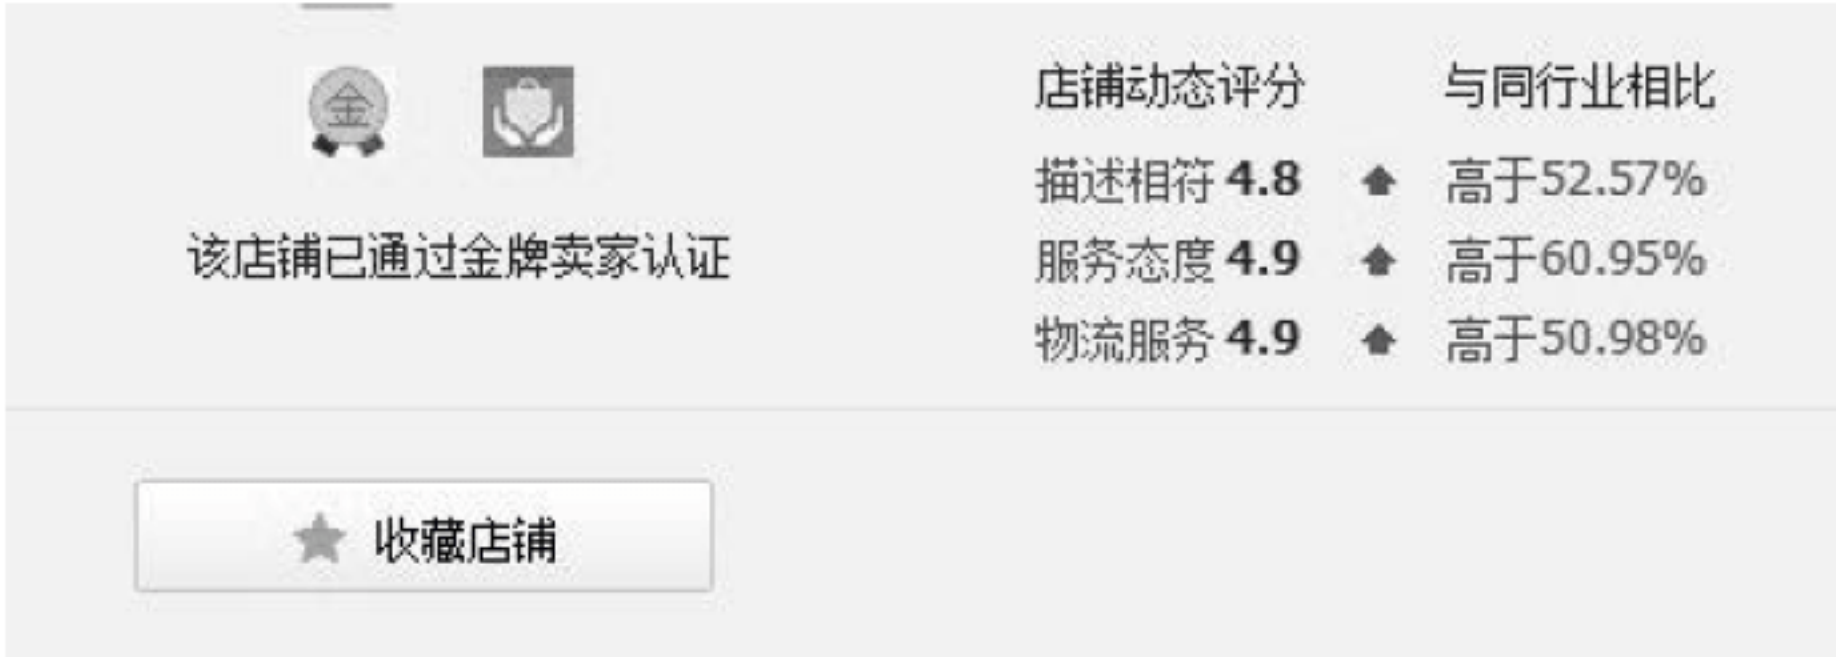 金
该店铺已通过金牌卖家认证
店铺动态评分 与同行业相比
描述相符 4.8 高于52.57%
服务态度 4.9 高于60.95%
物流服务 4.9 高于50.98%
收藏店铺